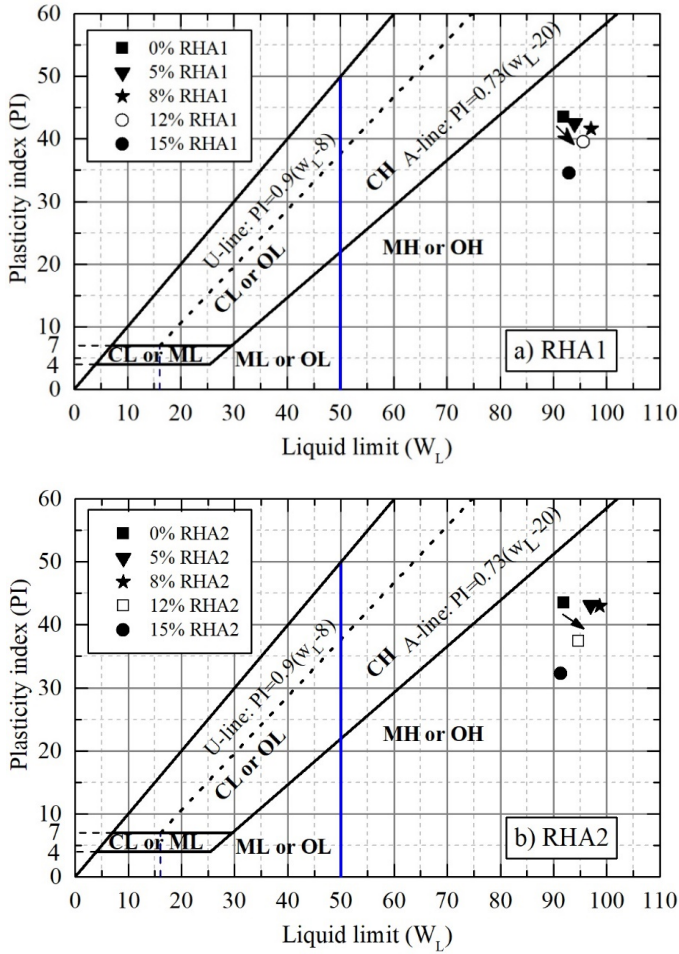 60
50
40
30
20
10
7
4
0
Plasticity index (PI)
0% RHA1
5% RHA1
8% RHA1
12% RHA1
15% RHA1
U-line: PI=0.9(wL-8)
CL or OL
CH
A-line: PI=0.73(wL-20)
MH or OH
CL or ML
ML or OL
a) RHA1
0 10 20 30 40 50 60 70 80 90 100 110
Liquid limit (WL)
60
50
40
30
20
10
7
4
0
Plasticity index (PI)
0% RHA2
5% RHA2
8% RHA2
12% RHA2
15% RHA2
U-line: PI=0.9(wL-8)
CL or OL
CH
A-line: PI=0.73(wL-20)
MH or OH
CL or ML
ML or OL
b) RHA2
0 10 20 30 40 50 60 70 80 90 100 110
Liquid limit (WL)